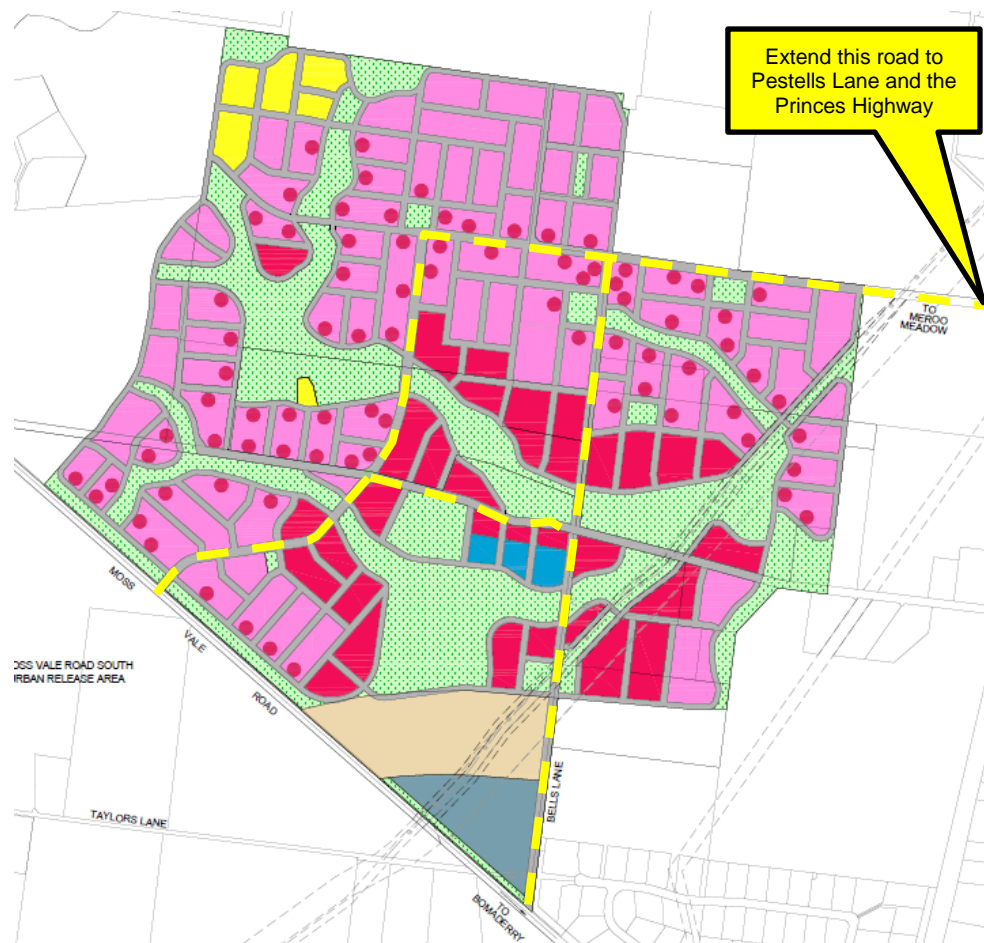 Extend this road to
Pestells Lane and the
Princes Highway
TO
MEROO
MEADOW
MOSS
VALE
ROAD
OSS VALE ROAD SOUTH
RBAN RELEASE AREA
TAYLORS LANE
BELLS LANE
TO
BOMADERRY